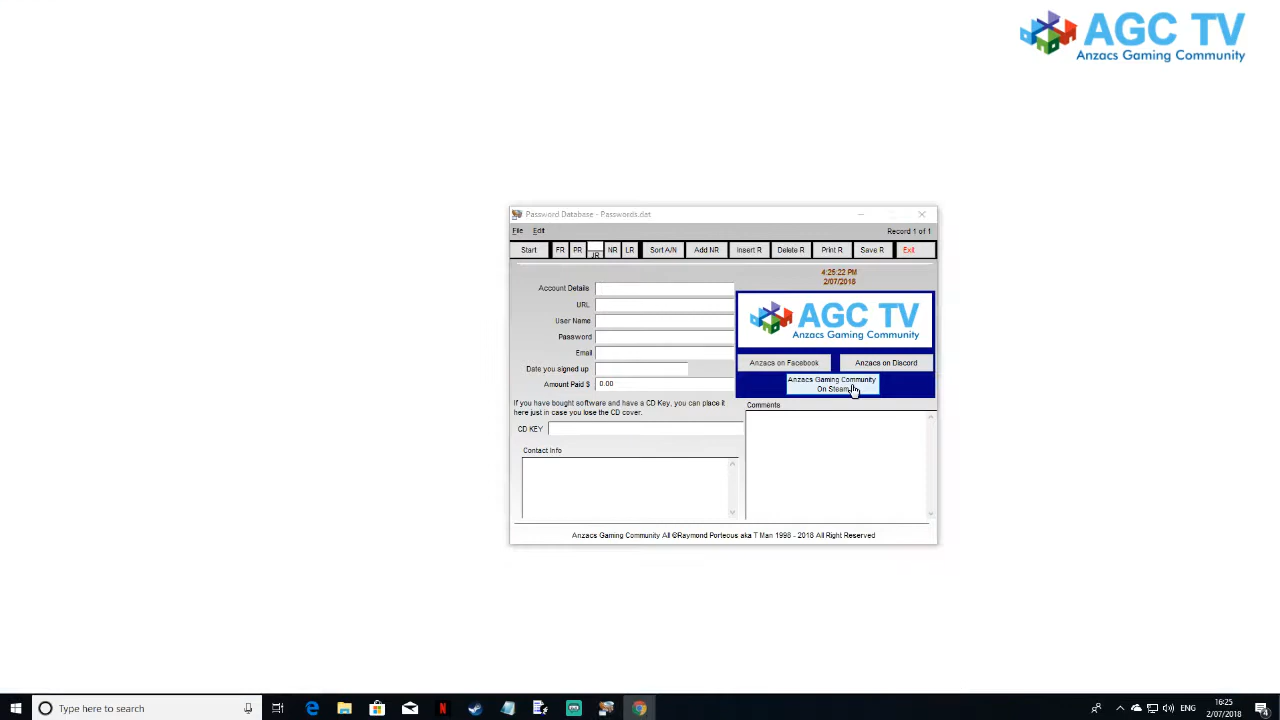 AGC TV
Anzacs Gaming Community
Password Database - Passwords.dat
File Edit Record 1 of 1
Start FR PR JR NR LR Sort A/N Add NR Insert R Delete R Print R Save R Exit
4:25:22 PM
2/07/2018
Account Details
URL
User Name
Password
Email
Date you signed up
Amount Paid $ 0.00
AGC TV
Anzacs Gaming Community
Anzacs on Facebook Anzacs on Discord
Anzacs Gaming Community
On Steam
If you have bought software and have a CD Key, you can place it
here just in case you lose the CD cover.
CD KEY
Comments
Contact Info
Anzacs Gaming Community All ©Raymond Porteous aka T Man 1998 - 2018 All Right Reserved
Type here to search
ENG
16:25
2/07/2018